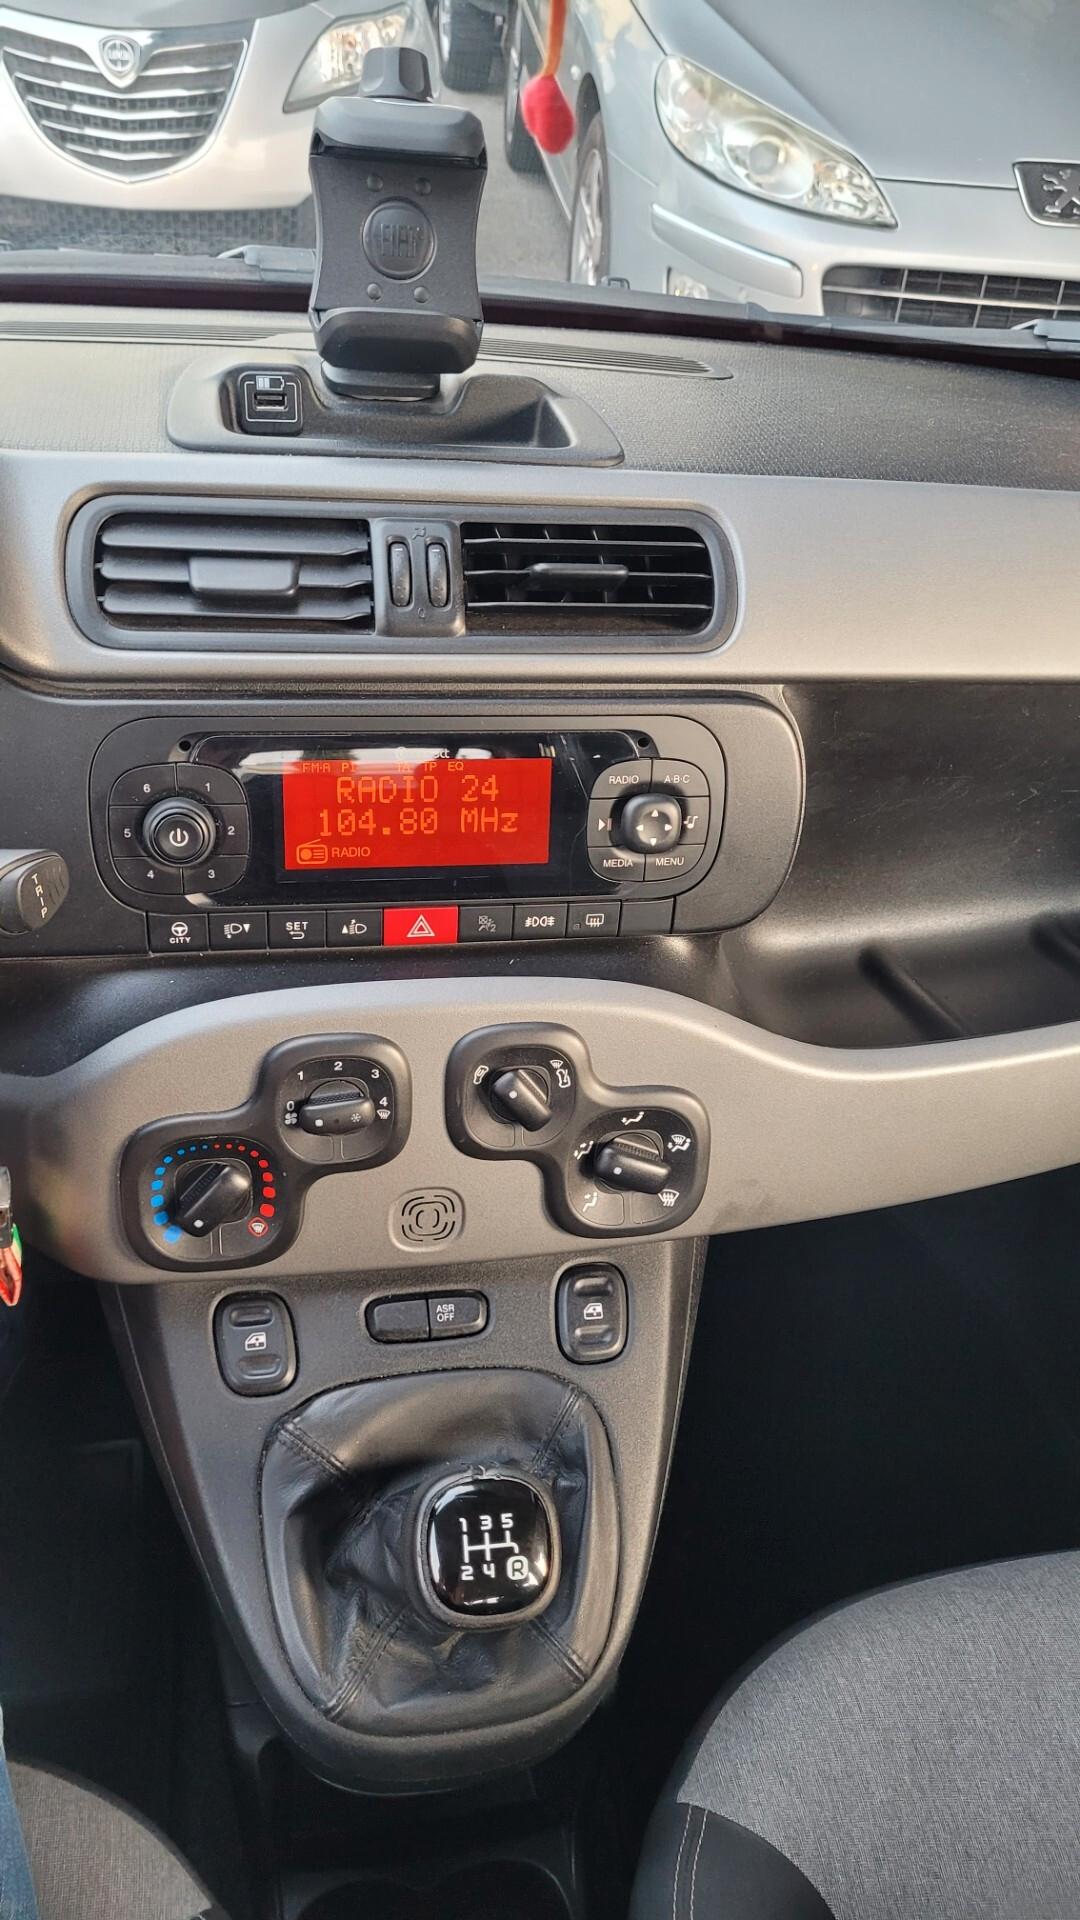 FIAT
FM-A PI TA TP EQ
RADIO 24
104.80 MHz
RADIO
6 1
5 2
4 3
RADIO A·B·C
MEDIA MENU
TRIP
CITY
SET
0 1 2 3 4
ASR
OFF
1 3 5
2 4 R